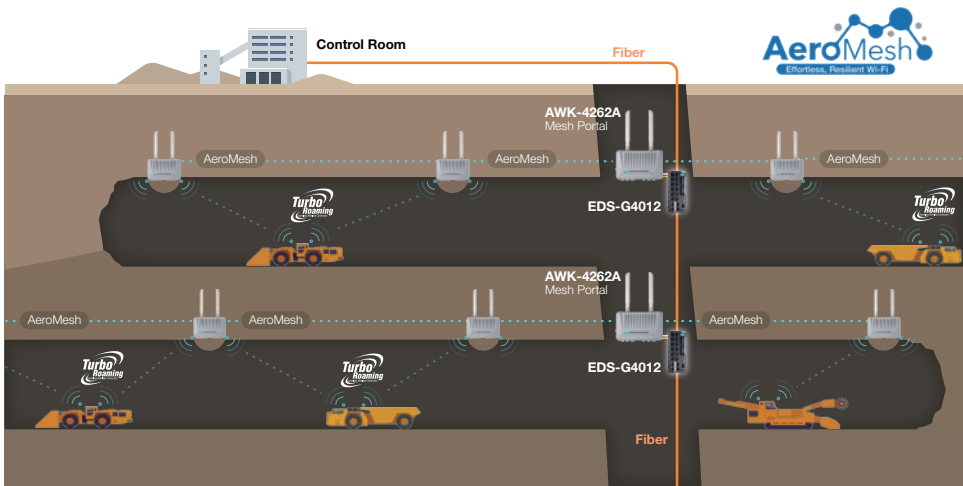 Control Room
Fiber
AeroMesh
Effortless, Resilient Wi-Fi
AWK-4262A
Mesh Portal
AeroMesh
AeroMesh
AeroMesh
Turbo
Roaming
Turbo
Roaming
EDS-G4012
AWK-4262A
Mesh Portal
AeroMesh
AeroMesh
AeroMesh
Turbo
Roaming
Turbo
Roaming
EDS-G4012
Fiber